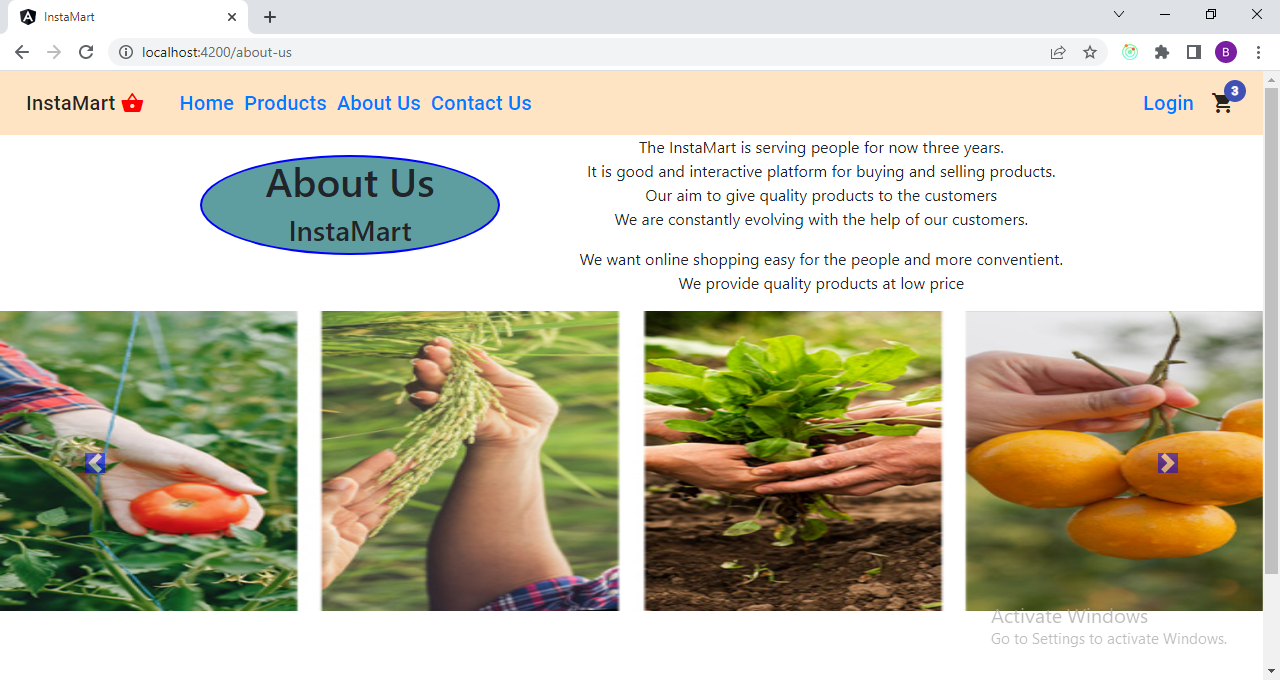 InstaMart
localhost:4200/about-us
B
InstaMart Home Products About Us Contact Us Login 3
About Us
InstaMart
The InstaMart is serving people for now three years.
It is good and interactive platform for buying and selling products.
Our aim to give quality products to the customers
We are constantly evolving with the help of our customers.
We want online shopping easy for the people and more conventient.
We provide quality products at low price
Activate Windows
Go to Settings to activate Windows.